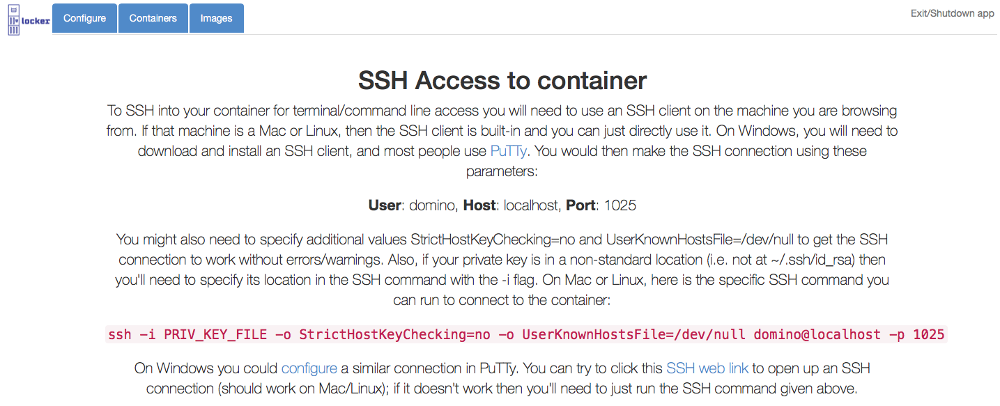 locker Configure Containers Images Exit/Shutdown app
SSH Access to container
To SSH into your container for terminal/command line access you will need to use an SSH client on the machine you are browsing
from. If that machine is a Mac or Linux, then the SSH client is built-in and you can just directly use it. On Windows, you will need to
download and install an SSH client, and most people use PuTTy. You would then make the SSH connection using these
parameters:
User: domino, Host: localhost, Port: 1025
You might also need to specify additional values StrictHostKeyChecking=no and UserKnownHostsFile=/dev/null to get the SSH
connection to work without errors/warnings. Also, if your private key is in a non-standard location (i.e. not at ~/.ssh/id_rsa) then
you'll need to specify its location in the SSH command with the -i flag. On Mac or Linux, here is the specific SSH command you
can run to connect to the container:
ssh -i PRIV_KEY_FILE -o StrictHostKeyChecking=no -o UserKnownHostsFile=/dev/null domino@localhost -p 1025
On Windows you could configure a similar connection in PuTTy. You can try to click this SSH web link to open up an SSH
connection (should work on Mac/Linux); if it doesn't work then you'll need to just run the SSH command given above.